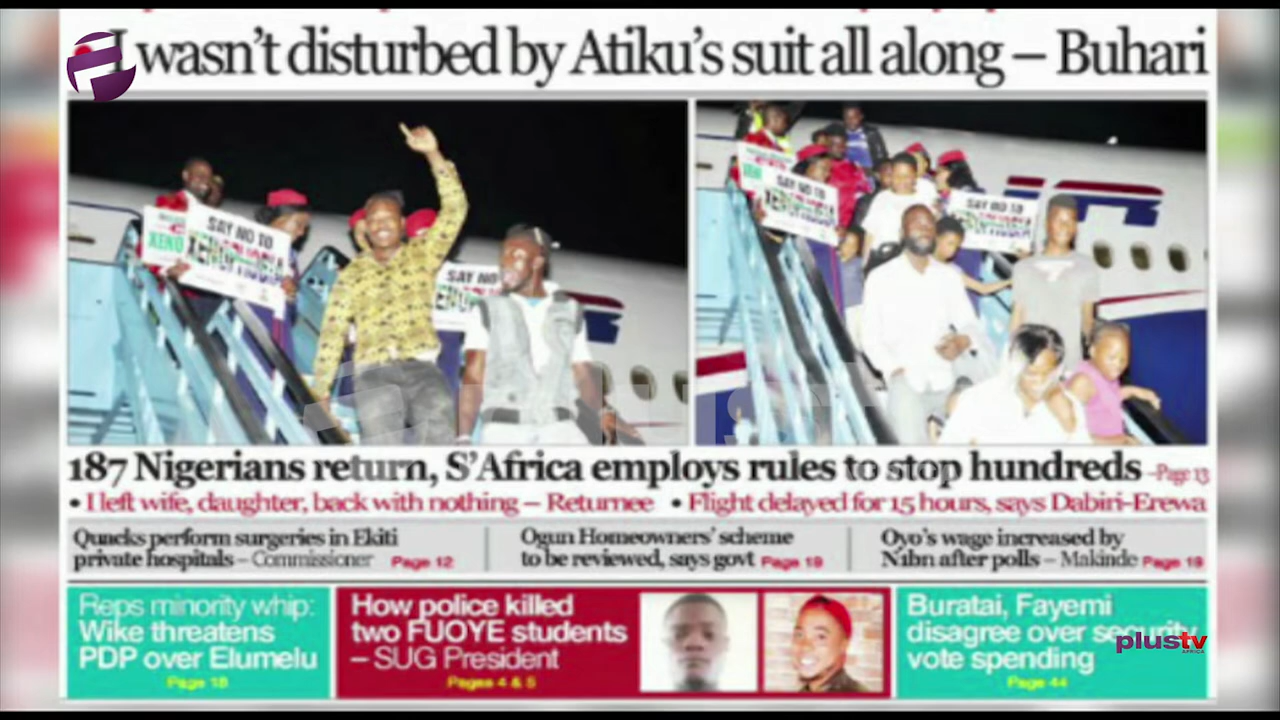 I wasn't disturbed by Atiku's suit all along – Buhari
SAY NO TO
XENOPHOBIA
XENO
SAY NO
SAY NO TO
XENOPHOBIA
SAY NO TO
XENOPHOBIA
187 Nigerians return, S'Africa employs rules to stop hundreds –Page 13
• I left wife, daughter, back with nothing – Returnee • Flight delayed for 15 hours, says Dabiri-Erewa
Quacks perform surgeries in Ekiti
private hospitals – Commissioner Page 12
Ogun Homeowners' scheme
to be reviewed, says govt Page 19
Oyo's wage increased by
N1bn after polls – Makinde Page 19
Reps minority whip:
Wike threatens
PDP over Elumelu
Page 18
How police killed
two FUOYE students
– SUG President
Pages 4 & 5
Buratai, Fayemi
disagree over security,
vote spending
Page 44
plustv
AFRICA